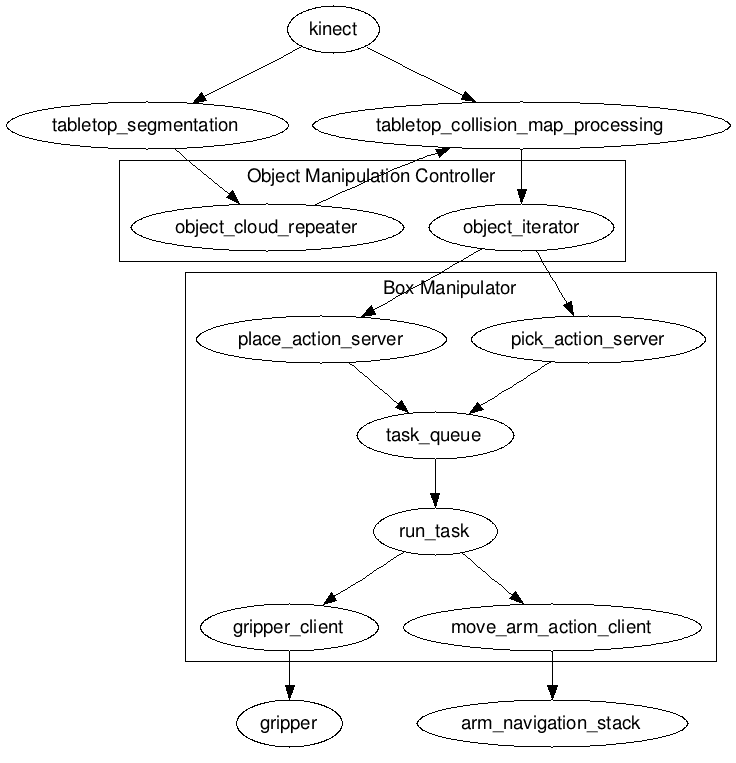 kinect
tabletop_segmentation
tabletop_collision_map_processing
Object Manipulation Controller
object_cloud_repeater
object_iterator
Box Manipulator
place_action_server
pick_action_server
task_queue
run_task
gripper_client
move_arm_action_client
gripper
arm_navigation_stack